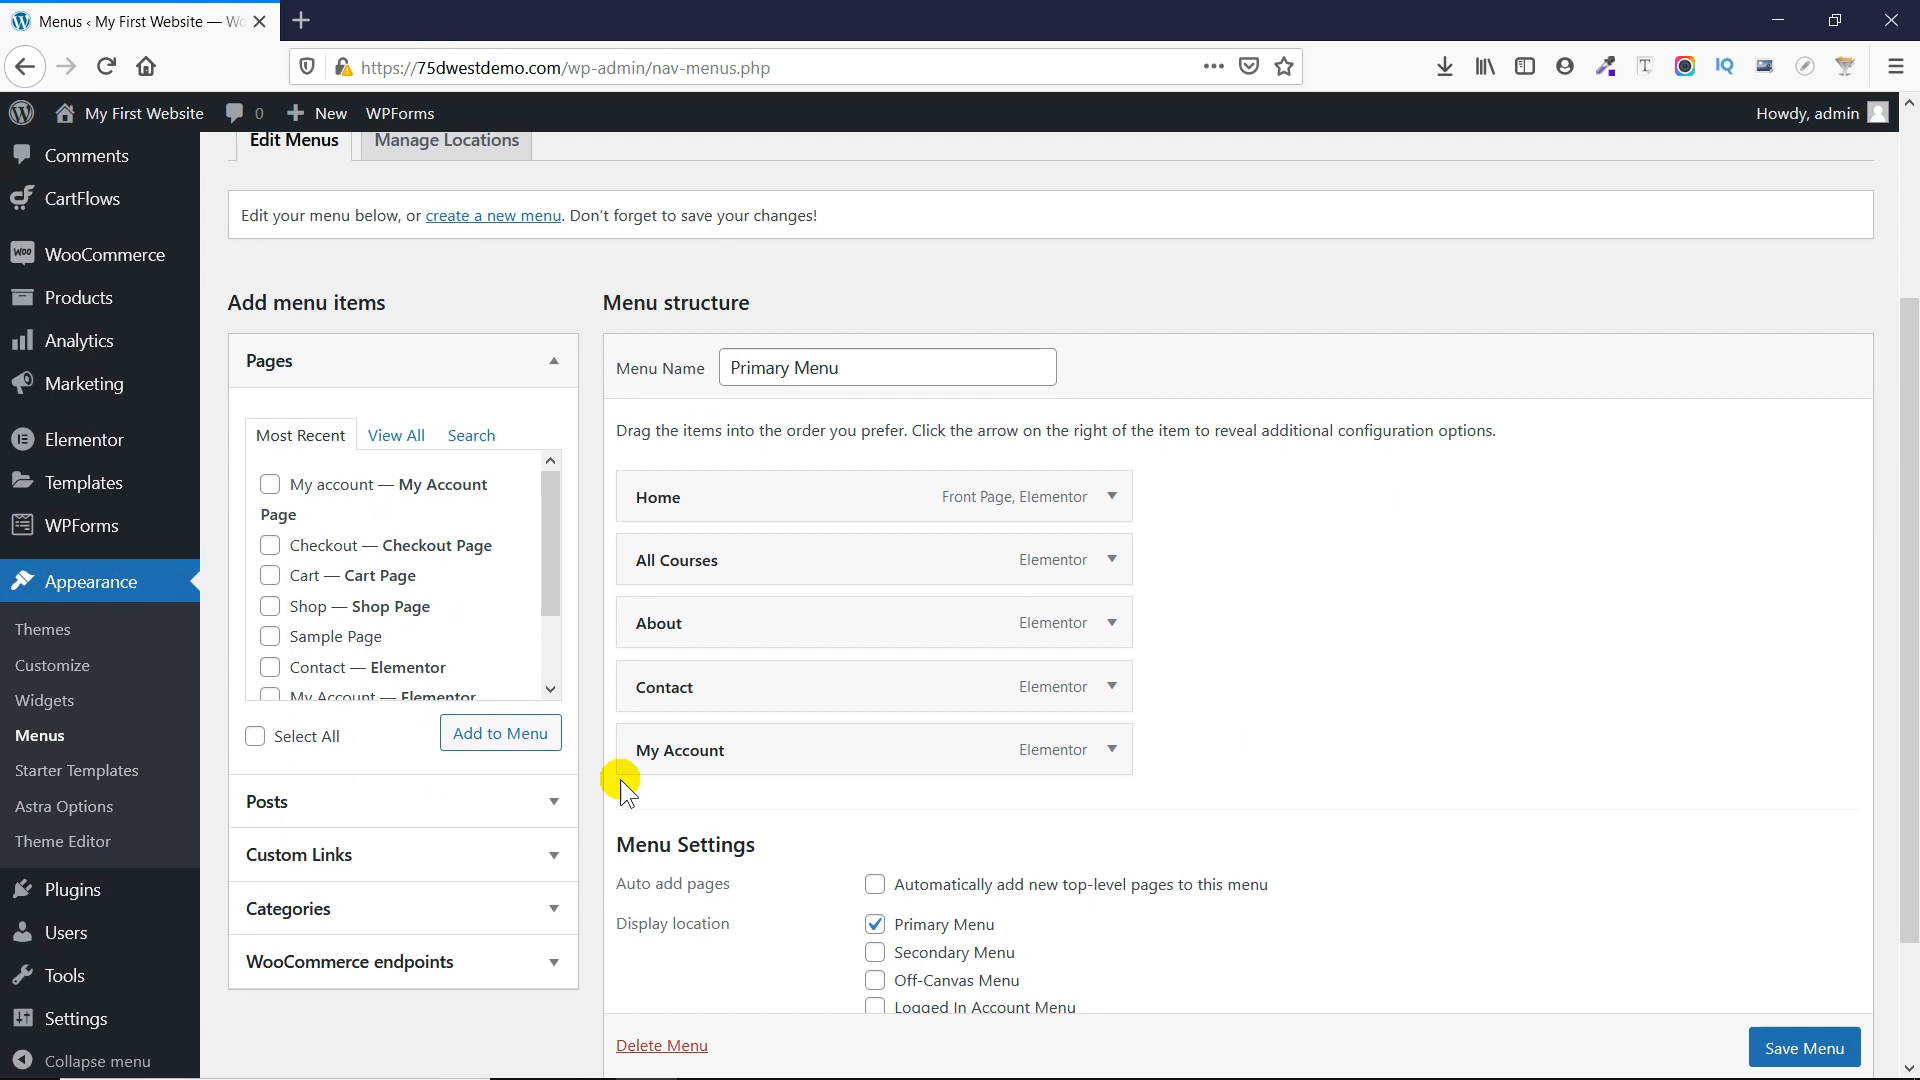 Menus ‹ My First Website — Wo
https://75dwestdemo.com/wp-admin/nav-menus.php
My First Website
0
New
WPForms
Howdy, admin
Comments
CartFlows
WooCommerce
Products
Analytics
Marketing
Elementor
Templates
WPForms
Appearance
Themes
Customize
Widgets
Menus
Starter Templates
Astra Options
Theme Editor
Plugins
Users
Tools
Settings
Collapse menu
Edit Menus
Manage Locations
Edit your menu below, or create a new menu. Don't forget to save your changes!
Add menu items
Pages
Most Recent
View All
Search
My account — My Account
Page
Checkout — Checkout Page
Cart — Cart Page
Shop — Shop Page
Sample Page
Contact — Elementor
My Account — Elementor
Select All
Add to Menu
Posts
Custom Links
Categories
WooCommerce endpoints
Menu structure
Menu Name
Primary Menu
Drag the items into the order you prefer. Click the arrow on the right of the item to reveal additional configuration options.
Home
Front Page, Elementor
All Courses
Elementor
About
Elementor
Contact
Elementor
My Account
Elementor
Menu Settings
Auto add pages
Automatically add new top-level pages to this menu
Display location
Primary Menu
Secondary Menu
Off-Canvas Menu
Logged In Account Menu
Delete Menu
Save Menu